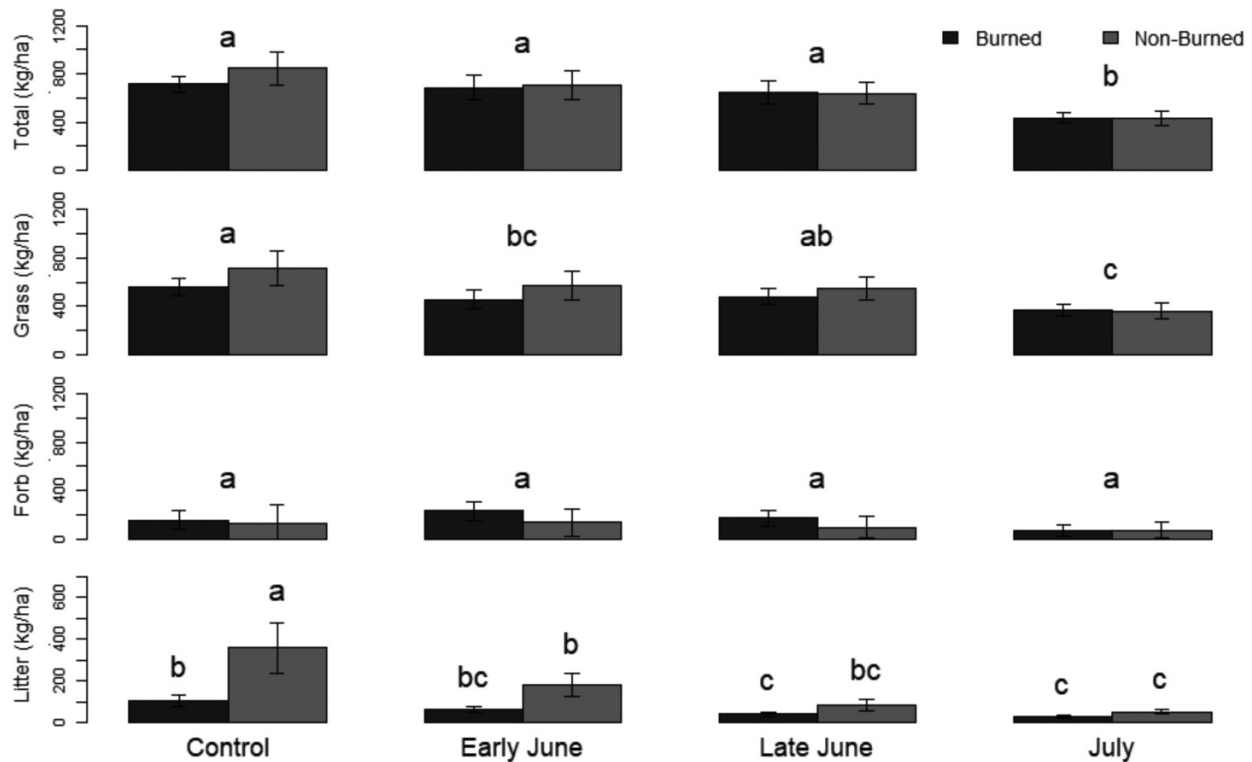 Burned Non-Burned
Total (kg/ha)
0 400 800 1200
a a a b
Grass (kg/ha)
0 400 800 1200
a bc ab c
Forb (kg/ha)
0 400 800 1200
a a a a
Litter (kg/ha)
0 200 400 600
b a bc b c bc c c
Control Early June Late June July